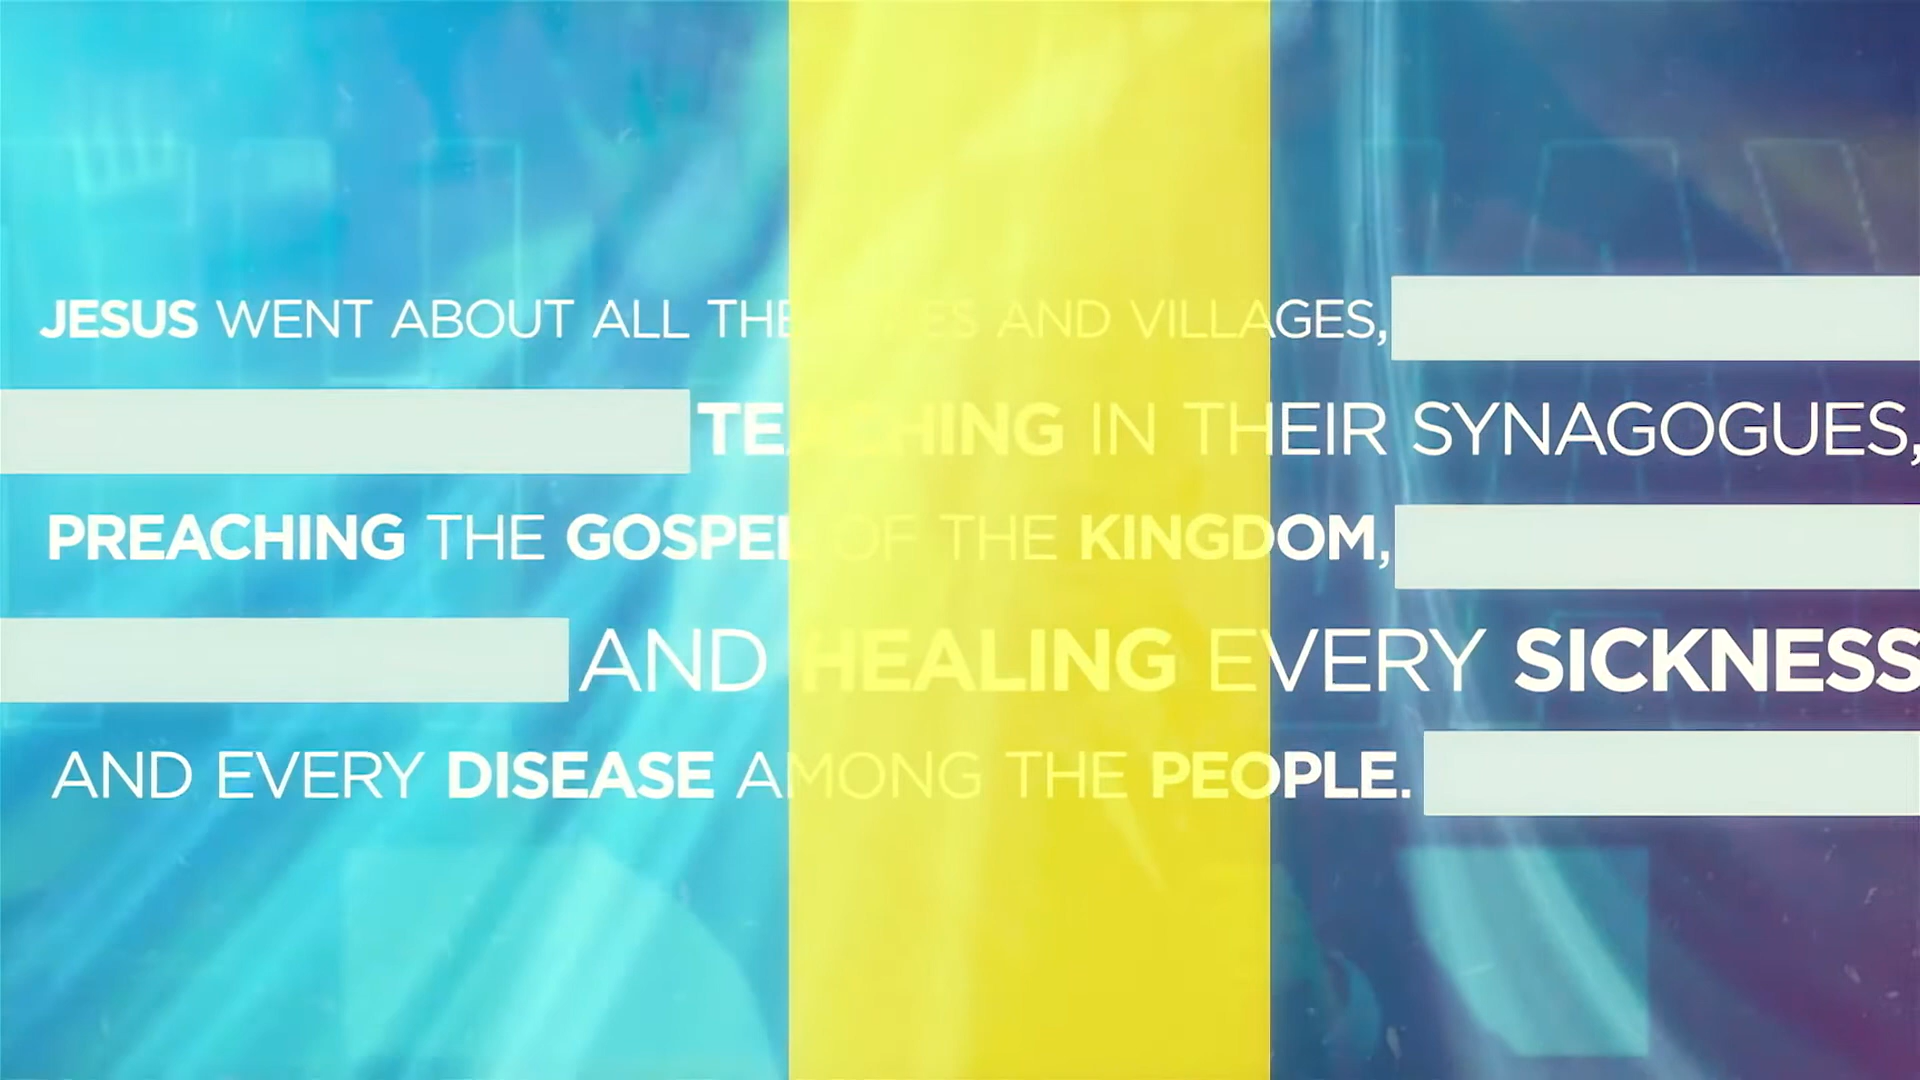 JESUS WENT ABOUT ALL THE CITIES AND VILLAGES,
TEACHING IN THEIR SYNAGOGUES,
PREACHING THE GOSPEL OF THE KINGDOM,
AND HEALING EVERY SICKNESS
AND EVERY DISEASE AMONG THE PEOPLE.